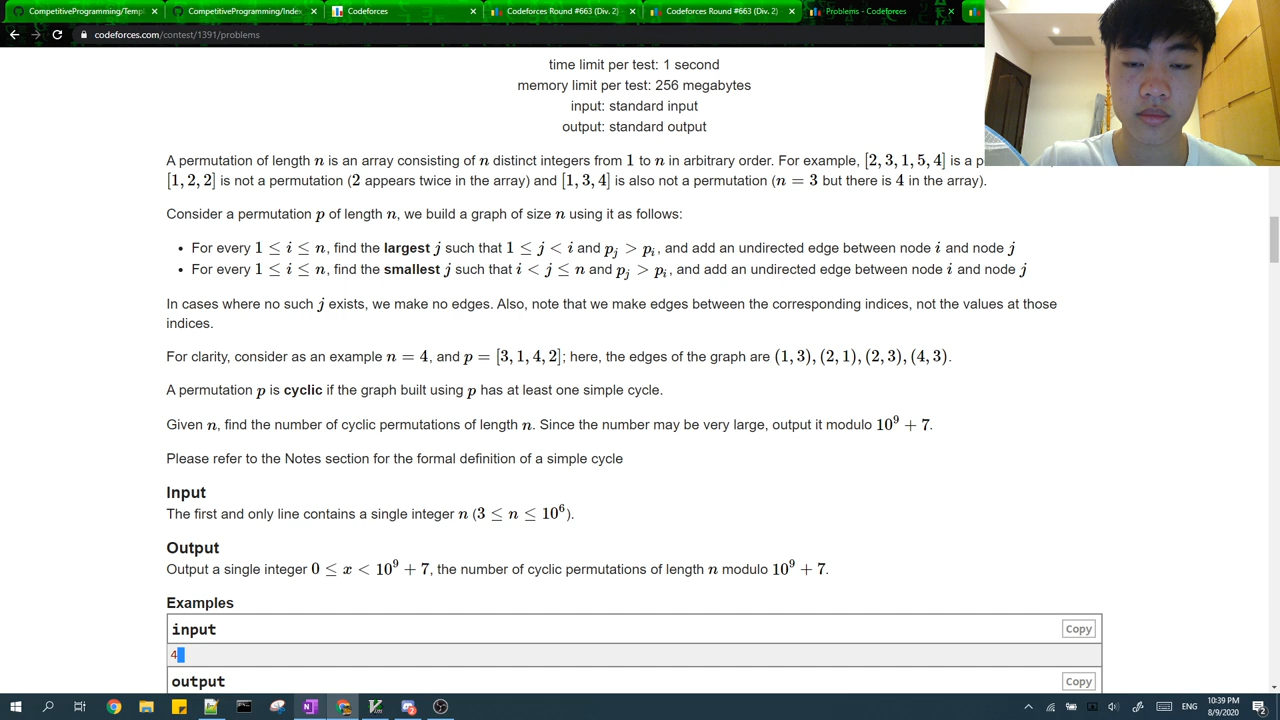 CompetitiveProgramming/Templ
CompetitiveProgramming/Index
Codeforces
Codeforces Round #663 (Div. 2)
Codeforces Round #663 (Div. 2)
Problems - Codeforces
codeforces.com/contest/1391/problems
time limit per test: 1 second
memory limit per test: 256 megabytes
input: standard input
output: standard output
A permutation of length n is an array consisting of n distinct integers from 1 to n in arbitrary order. For example, [2, 3, 1, 5, 4] is a p
[1, 2, 2] is not a permutation (2 appears twice in the array) and [1, 3, 4] is also not a permutation (n = 3 but there is 4 in the array).
Consider a permutation p of length n, we build a graph of size n using it as follows:
• For every 1 ≤ i ≤ n, find the largest j such that 1 ≤ j < i and p_j > p_i, and add an undirected edge between node i and node j
• For every 1 ≤ i ≤ n, find the smallest j such that i < j ≤ n and p_j > p_i, and add an undirected edge between node i and node j
In cases where no such j exists, we make no edges. Also, note that we make edges between the corresponding indices, not the values at those
indices.
For clarity, consider as an example n = 4, and p = [3, 1, 4, 2]; here, the edges of the graph are (1, 3), (2, 1), (2, 3), (4, 3).
A permutation p is cyclic if the graph built using p has at least one simple cycle.
Given n, find the number of cyclic permutations of length n. Since the number may be very large, output it modulo 10^9 + 7.
Please refer to the Notes section for the formal definition of a simple cycle
Input
The first and only line contains a single integer n (3 ≤ n ≤ 10^6).
Output
Output a single integer 0 ≤ x < 10^9 + 7, the number of cyclic permutations of length n modulo 10^9 + 7.
Examples
input
Copy
4
output
Copy
ENG
10:39 PM
8/9/2020
2